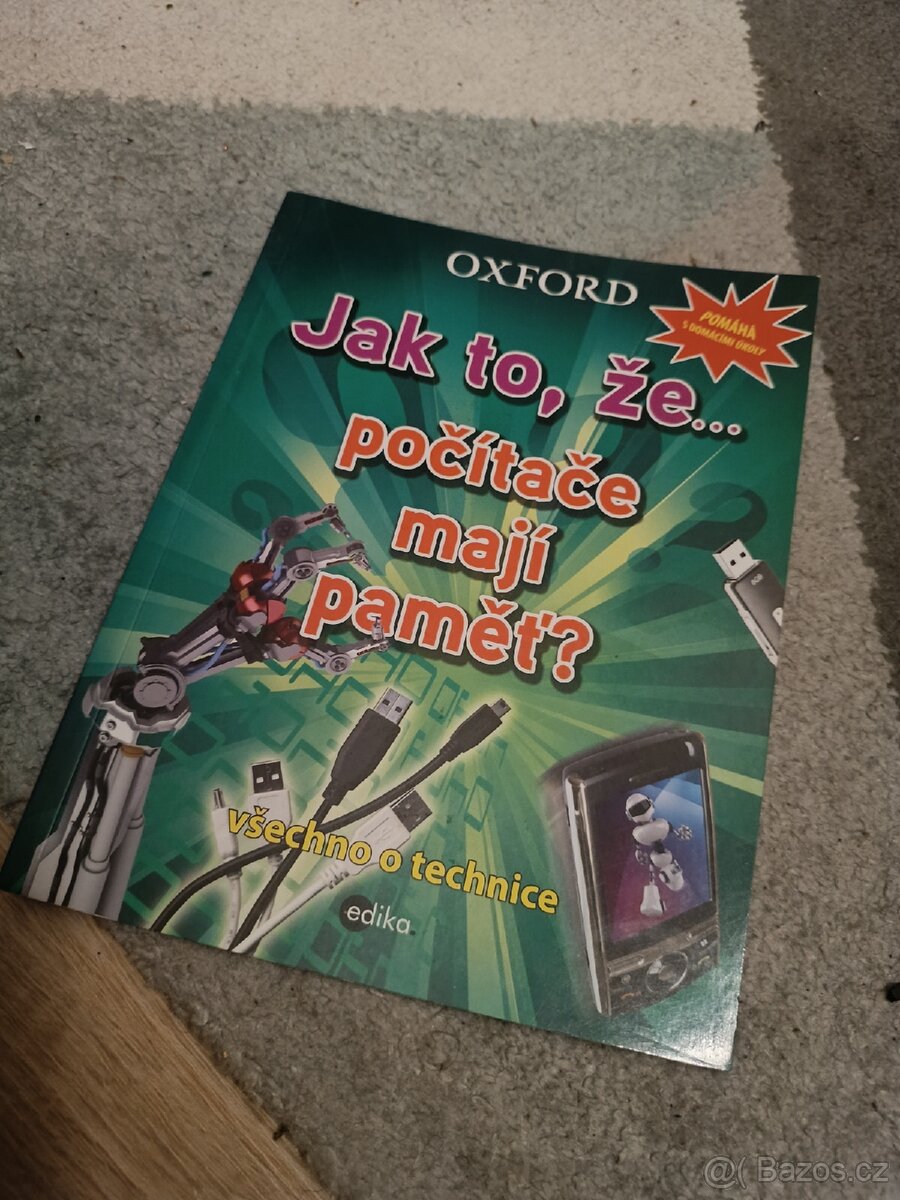 OXFORD
POMÁHÁ
S DOMÁCÍMI ÚKOLY
Jak to, že...
počítače
mají
paměť?
všechno o technice
edika
@( Bazos.cz